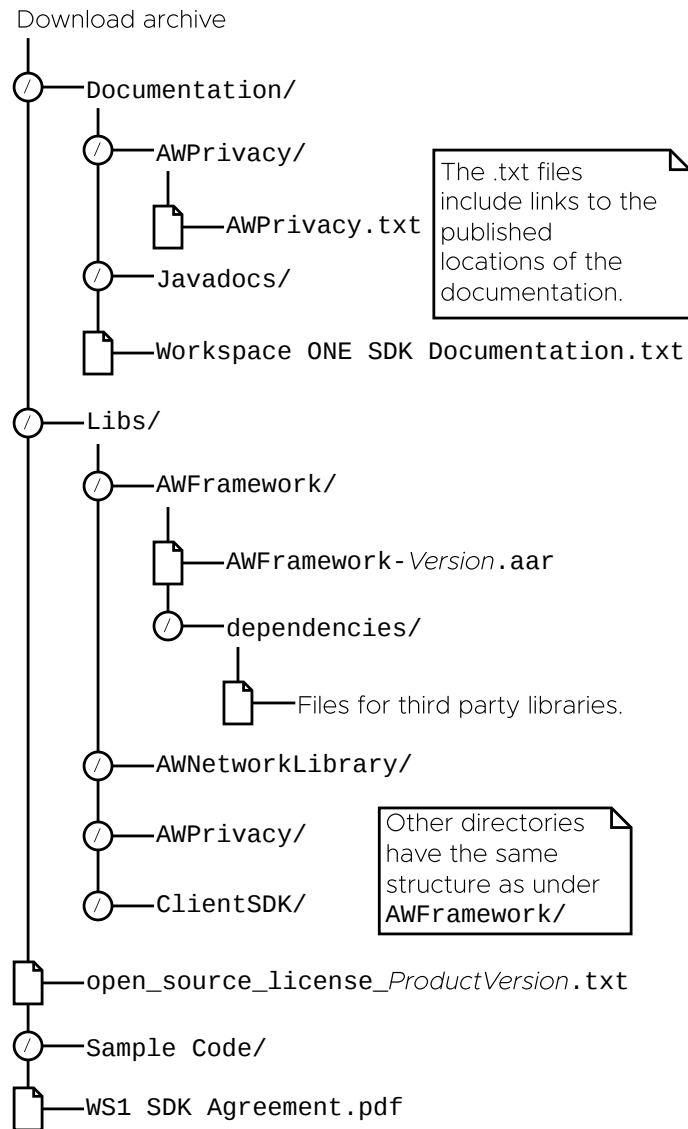 Download archive
/ Documentation/
/ AWPrivacy/
The .txt files
include links to the
published
locations of the
documentation.
AWPrivacy.txt
/ Javadocs/
Workspace ONE SDK Documentation.txt
/ Libs/
/ AWFramework/
AWFramework-Version.aar
/ dependencies/
Files for third party libraries.
/ AWNetworkLibrary/
/ AWPrivacy/
Other directories
have the same
structure as under
AWFramework/
/ ClientSDK/
open_source_license_ProductVersion.txt
/ Sample Code/
WS1 SDK Agreement.pdf